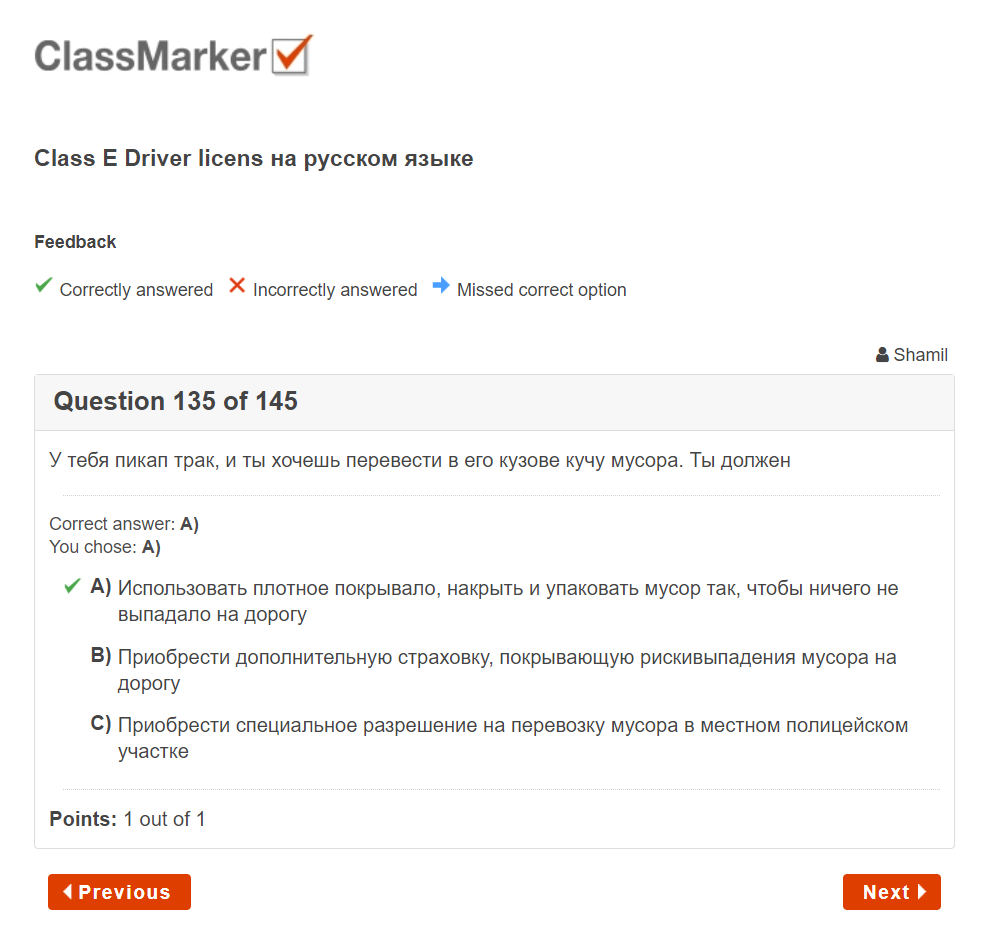 ClassMarker
Class E Driver licens на русском языке
Feedback
Correctly answered Incorrectly answered Missed correct option
Shamil
Question 135 of 145
У тебя пикап трак, и ты хочешь перевести в его кузове кучу мусора. Ты должен
Correct answer: A)
You chose: A)
A) Использовать плотное покрывало, накрыть и упаковать мусор так, чтобы ничего не
выпадало на дорогу
B) Приобрести дополнительную страховку, покрывающую рискивыпадения мусора на
дорогу
C) Приобрести специальное разрешение на перевозку мусора в местном полицейском
участке
Points: 1 out of 1
Previous Next